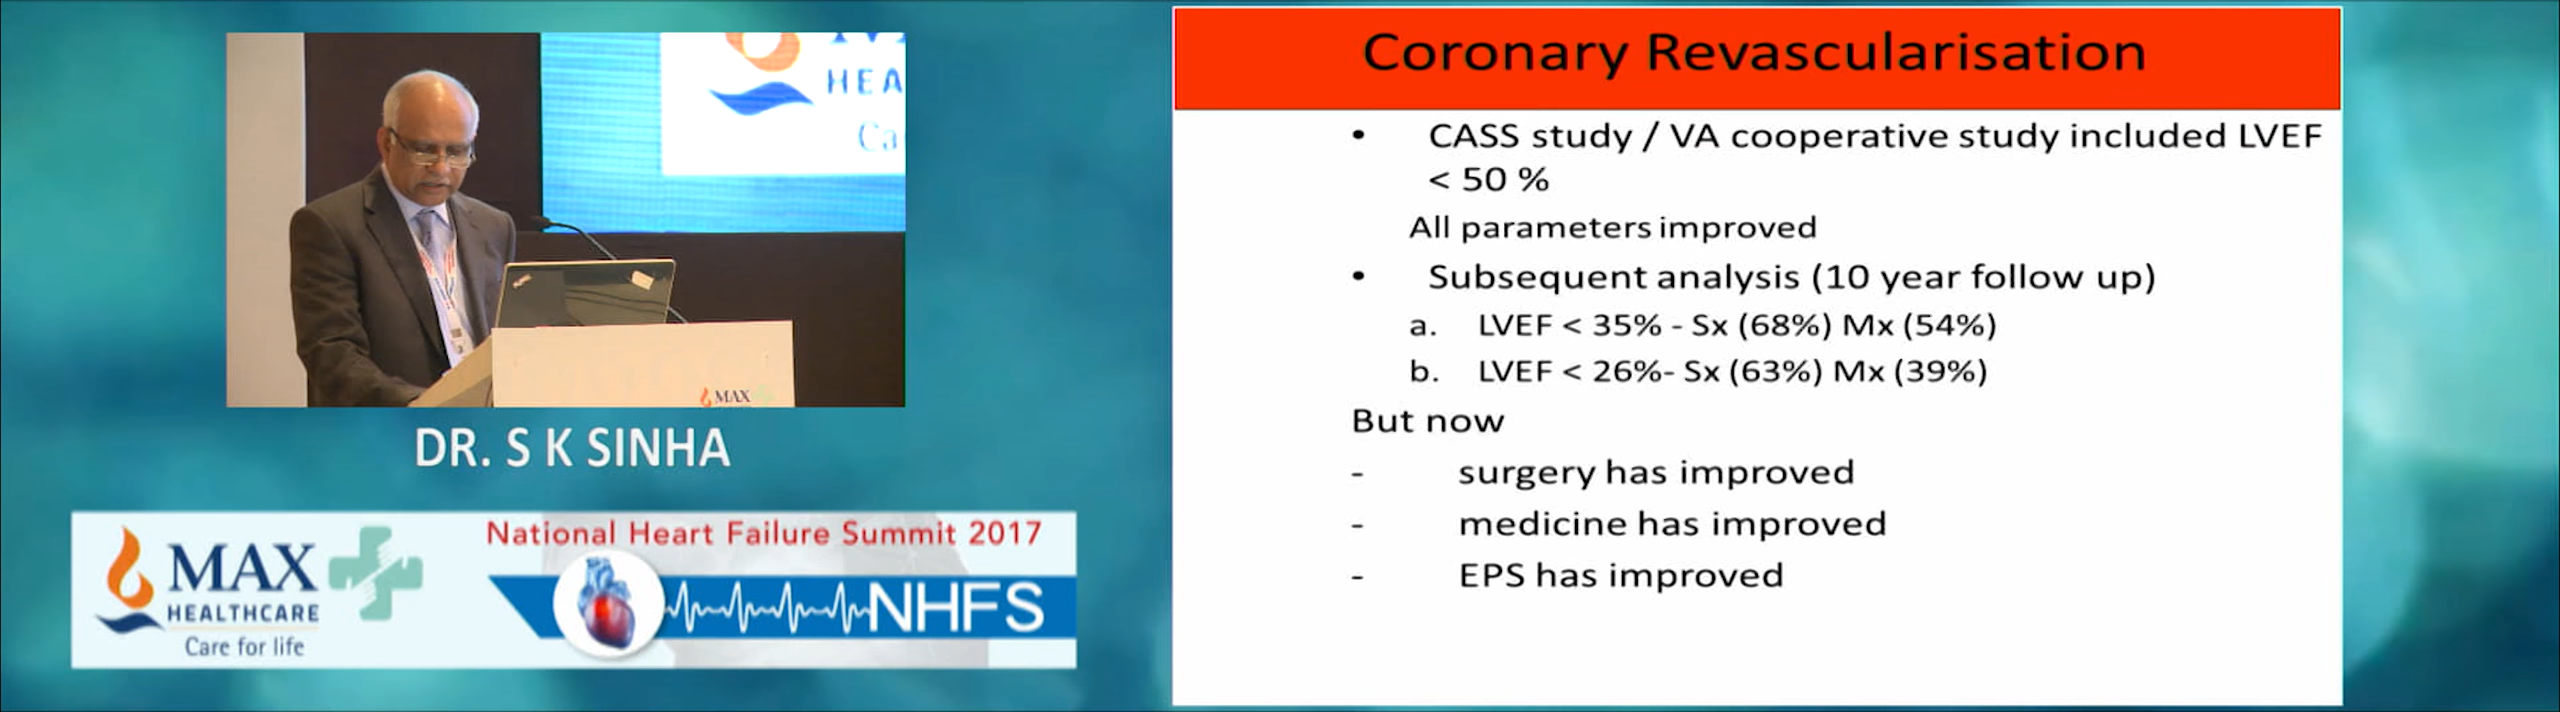 HEA
Ca
MAX
DR. S K SINHA
MAX
HEALTHCARE
Care for life
National Heart Failure Summit 2017
NHFS
Coronary Revascularisation
• CASS study / VA cooperative study included LVEF
< 50 %
All parameters improved
• Subsequent analysis (10 year follow up)
a. LVEF < 35% - Sx (68%) Mx (54%)
b. LVEF < 26%- Sx (63%) Mx (39%)
But now
- surgery has improved
- medicine has improved
- EPS has improved